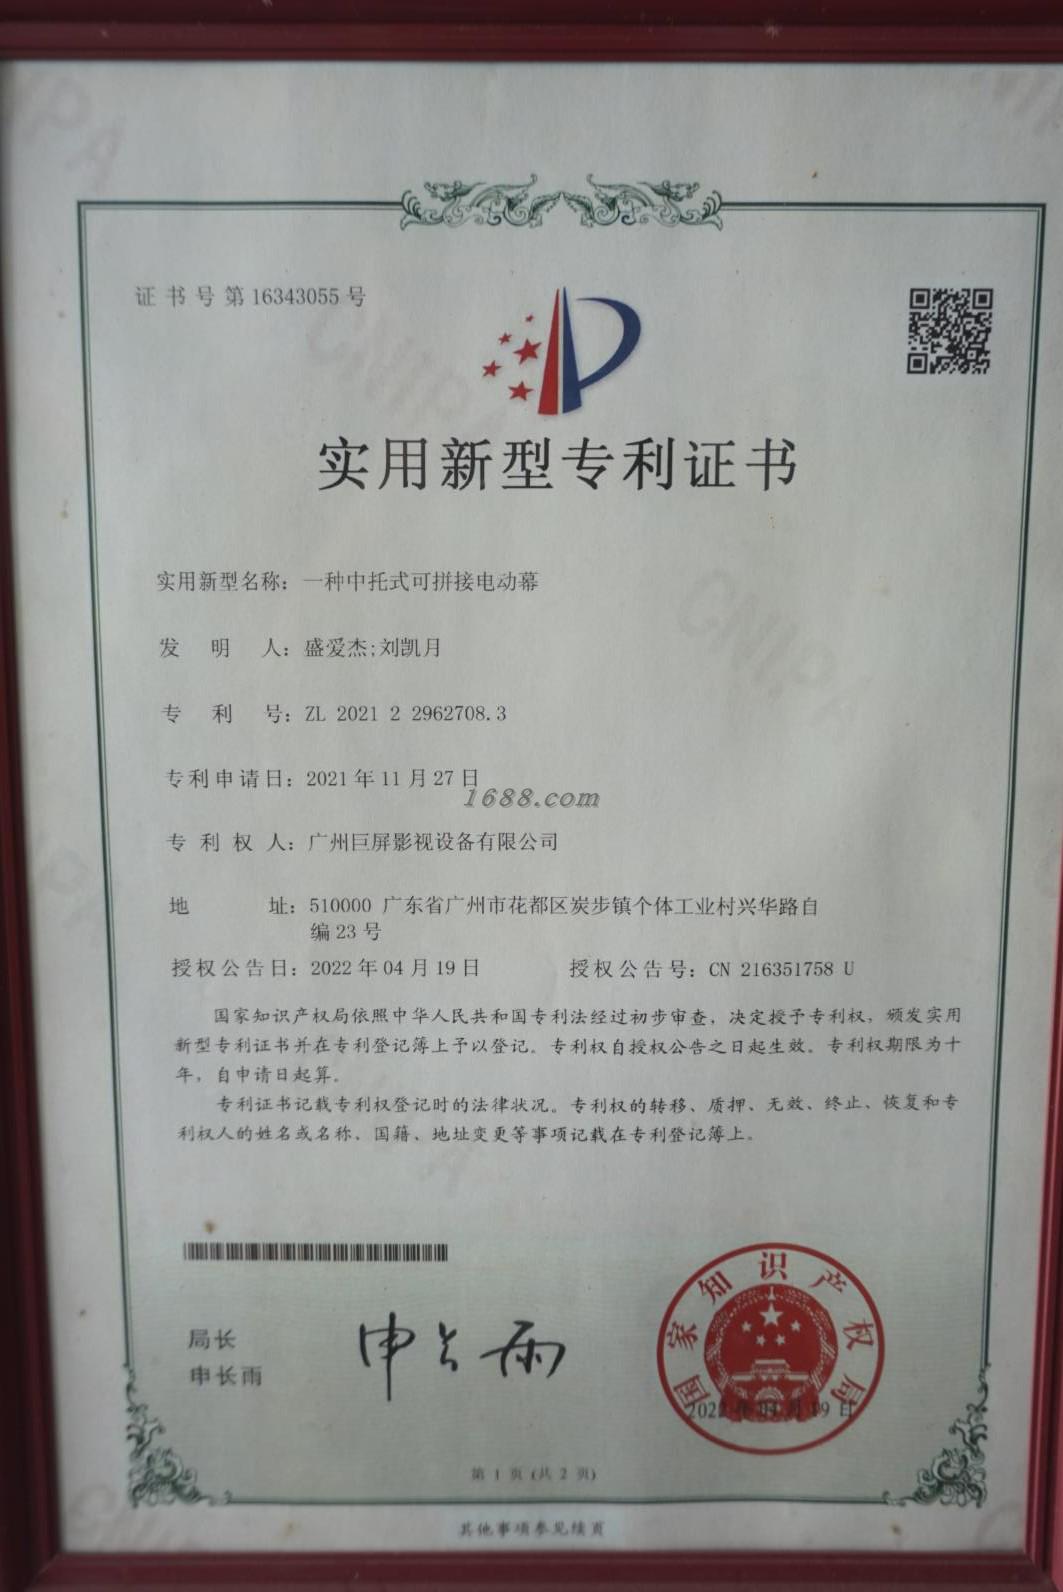 证书号第16343055号
实用新型专利证书
实用新型名称：一种中托式可拼接电动幕
发明人：盛爱杰;刘凯月
专利号：ZL 2021 2 2962708.3
专利申请日：2021年11月27日
1688.com
专利权人：广州巨屏影视设备有限公司
地址：510000 广东省广州市花都区炭步镇个体工业村兴华路自
编23号
授权公告日：2022年04月19日 授权公告号：CN 216351758 U
国家知识产权局依照中华人民共和国专利法经过初步审查，决定授予专利权，颁发实用
新型专利证书并在专利登记簿上予以登记。专利权自授权公告之日起生效。专利权期限为十
年，自申请日起算。
专利证书记载专利权登记时的法律状况。专利权的转移、质押、无效、终止、恢复和专
利权人的姓名或名称、国籍、地址变更等事项记载在专利登记簿上。
局长
申长雨
申长雨
国家知识产权局
2022年04月19日
第 1 页 (共 2 页)
其他事项参见续页
CNIPA
CNIPA